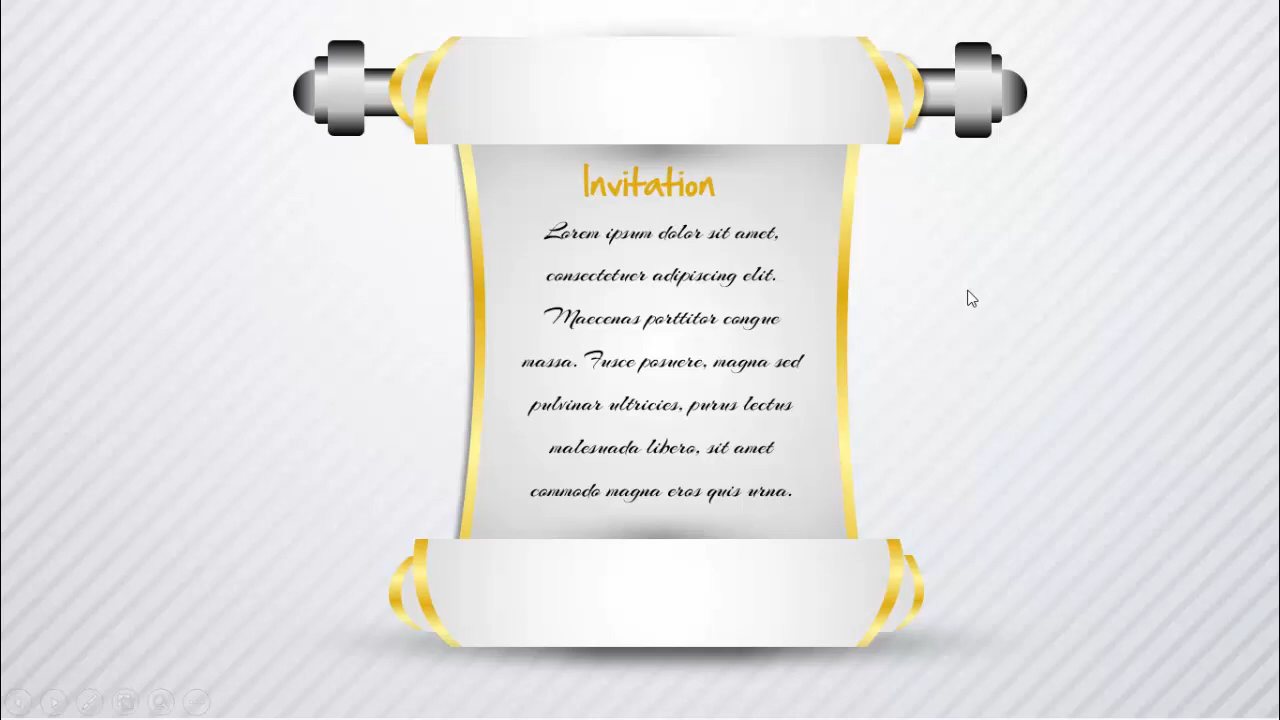 Invitation
Lorem ipsum dolor sit amet,
consectetuer adipiscing elit.
Maecenas porttitor congue
massa. Fusce posuere, magna sed
pulvinar ultricies, purus lectus
malesuada libero, sit amet
commodo magna eros quis urna.